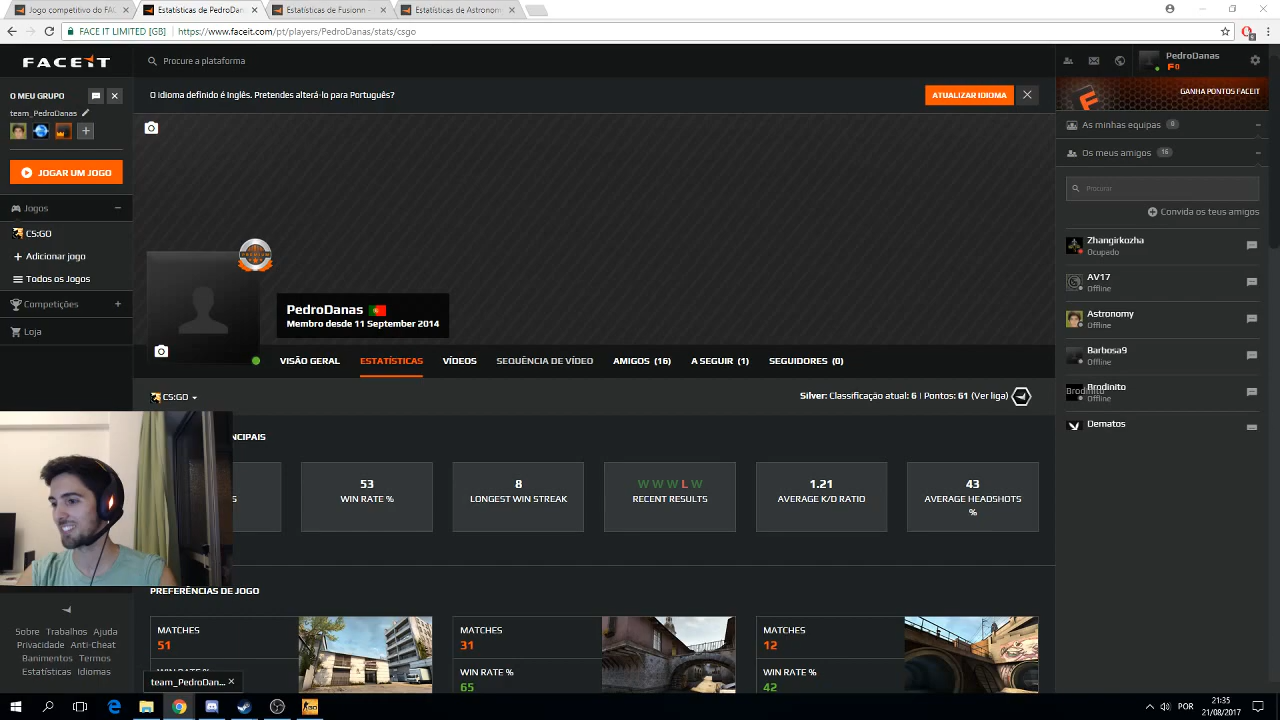 Jogo competitivo do FAC
Estatísticas de PedroDan
Estatísticas de Fusionn -
Estatísticas de Astronom
FACE IT LIMITED [GB]
https://www.faceit.com/pt/players/PedroDanas/stats/csgo
FACEIT
Procure a plataforma
PedroDanas
0
O MEU GRUPO
team_PedroDanas
O Idioma definido é Inglês. Pretendes alterá-lo para Português?
ATUALIZAR IDIOMA
GANHA PONTOS FACEIT
JOGAR UM JOGO
Jogos
CS:GO
Adicionar jogo
Todos os Jogos
Competições
Loja
As minhas equipas 0
Os meus amigos 16
Procurar
Convida os teus amigos
Zhangirkozha
Ocupado
AV17
Offline
Astronomy
Offline
Barbosa9
Offline
Brodinito
Brodinito
Offline
Dematos
PREMIUM
PedroDanas
Membro desde 11 September 2014
VISÃO GERAL
ESTATÍSTICAS
VÍDEOS
SEQUÊNCIA DE VÍDEO
AMIGOS (16)
A SEGUIR (1)
SEGUIDORES (0)
CS:GO
Silver: Classificação atual: 6 | Pontos: 61 (Ver liga)
NCIPAIS
S
53
WIN RATE %
8
LONGEST WIN STREAK
W W W L W
RECENT RESULTS
1.21
AVERAGE K/D RATIO
43
AVERAGE HEADSHOTS
%
PREFERÊNCIAS DE JOGO
MATCHES
51
WIN RATE %
MATCHES
31
WIN RATE %
65
MATCHES
12
WIN RATE %
42
Sobre Trabalhos Ajuda
Privacidade Anti-Cheat
Banimentos Termos
Estatísticas Idiomas
team_PedroDan...
POR
21:35
21/08/2017